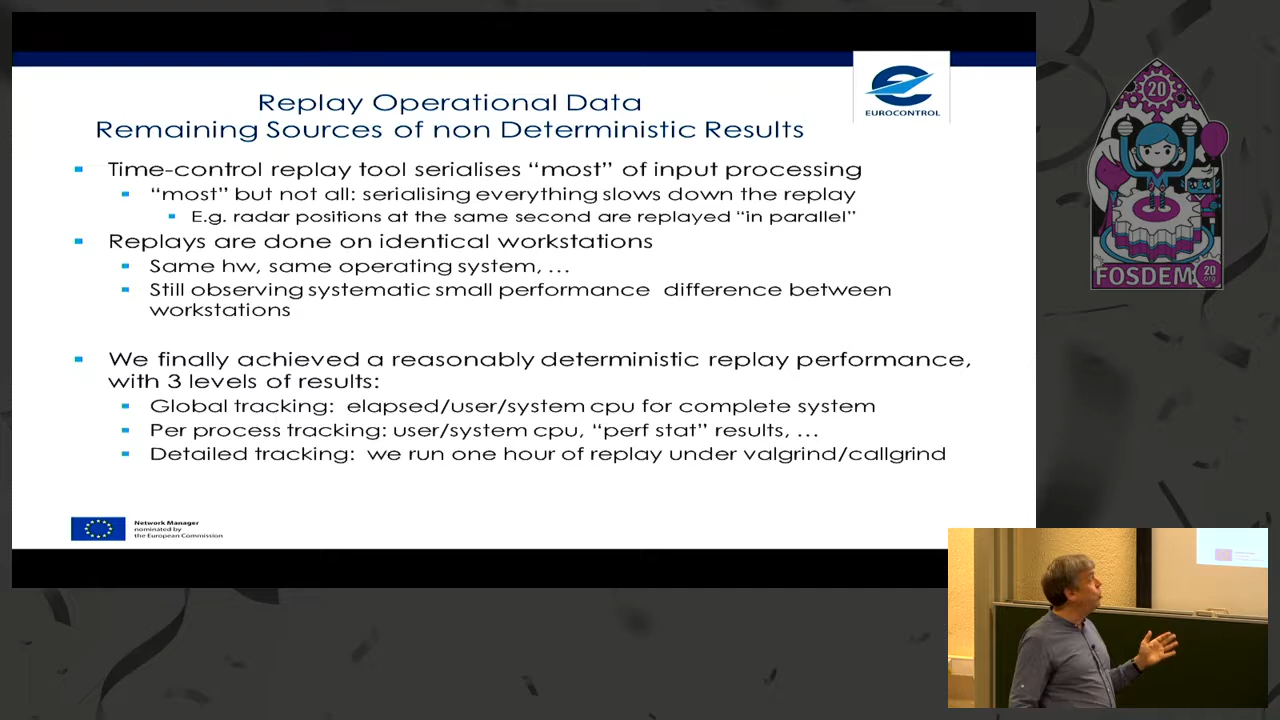 Replay Operational Data
Remaining Sources of non Deterministic Results
EUROCONTROL
Time-control replay tool serialises “most” of input processing
“most” but not all: serialising everything slows down the replay
E.g. radar positions at the same second are replayed “in parallel”
Replays are done on identical workstations
Same hw, same operating system, …
Still observing systematic small performance difference between
workstations
We finally achieved a reasonably deterministic replay performance,
with 3 levels of results:
Global tracking: elapsed/user/system cpu for complete system
Per process tracking: user/system cpu, “perf stat” results, …
Detailed tracking: we run one hour of replay under valgrind/callgrind
Network Manager
nominated by
the European Commission
20
FOSDEM
20
.org